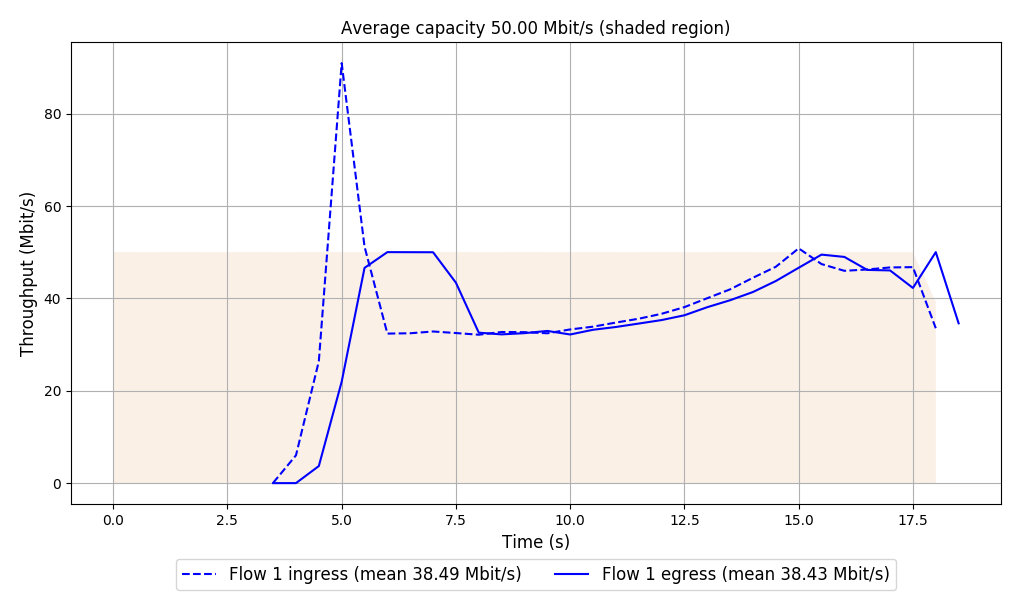 Average capacity 50.00 Mbit/s (shaded region)
Throughput (Mbit/s)
80
60
40
20
0
0.0 2.5 5.0 7.5 10.0 12.5 15.0 17.5
Time (s)
Flow 1 ingress (mean 38.49 Mbit/s) Flow 1 egress (mean 38.43 Mbit/s)